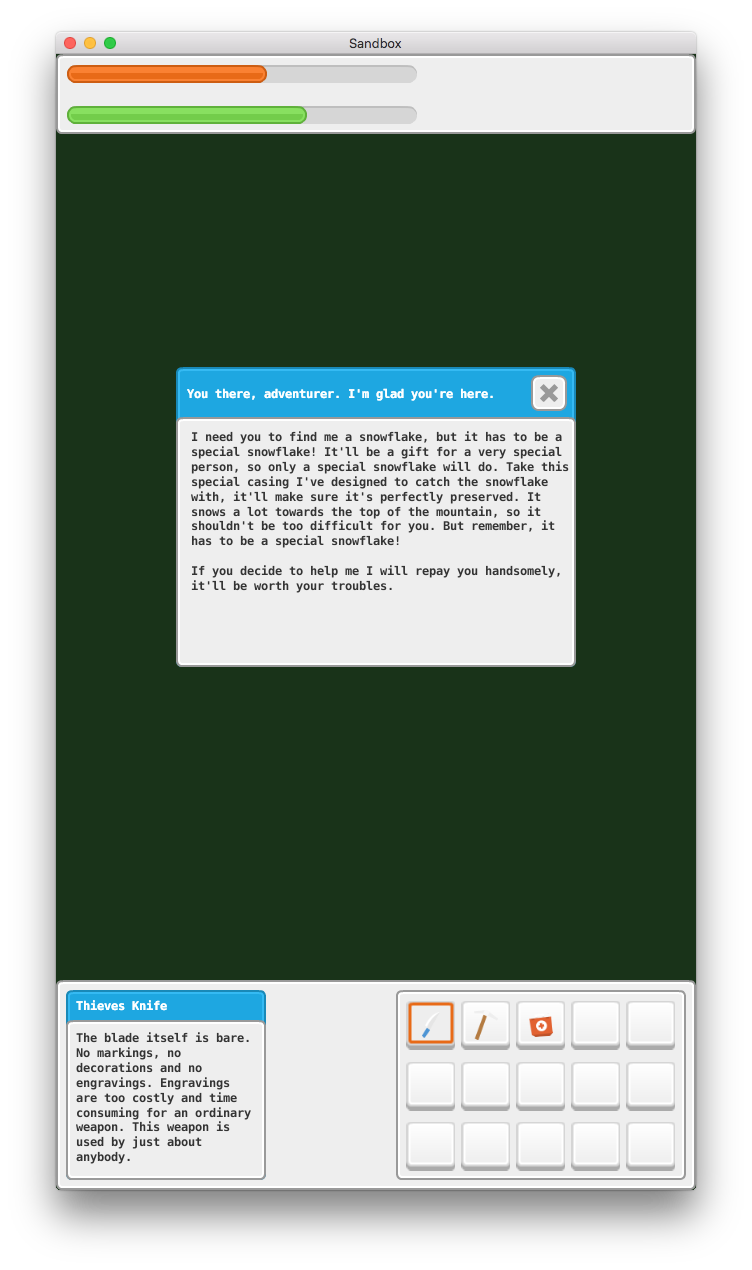 Sandbox
You there, adventurer. I'm glad you're here.
I need you to find me a snowflake, but it has to be a
special snowflake! It'll be a gift for a very special
person, so only a special snowflake will do. Take this
special casing I've designed to catch the snowflake
with, it'll make sure it's perfectly preserved. It
snows a lot towards the top of the mountain, so it
shouldn't be too difficult for you. But remember, it
has to be a special snowflake!
If you decide to help me I will repay you handsomely,
it'll be worth your troubles.
Thieves Knife
The blade itself is bare.
No markings, no
decorations and no
engravings. Engravings
are too costly and time
consuming for an ordinary
weapon. This weapon is
used by just about
anybody.